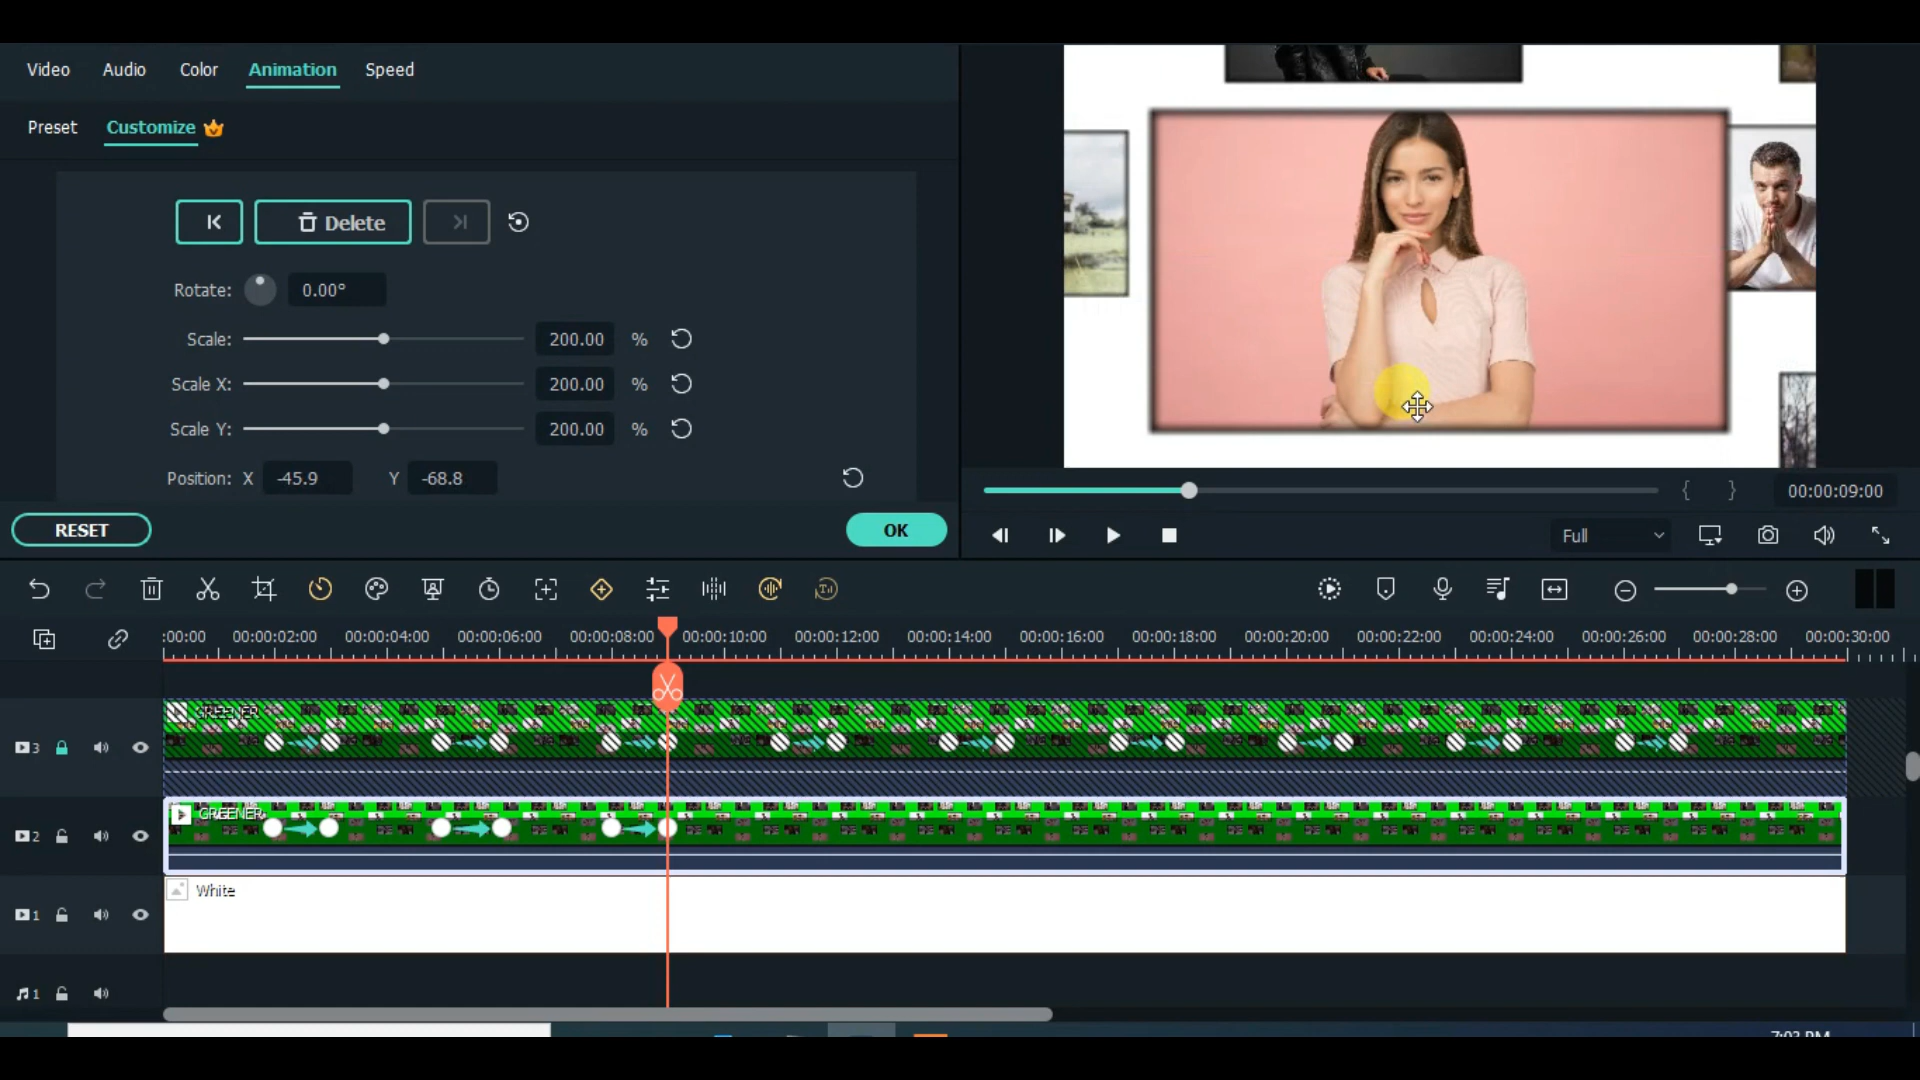 Video Audio Color Animation Speed
Preset Customize
Delete
Rotate: 0.00°
Scale: 200.00 %
Scale X: 200.00 %
Scale Y: 200.00 %
Position: X -45.9 Y -68.8
RESET OK
{ } 00:00:09:00
Full
:00:00 00:00:02:00 00:00:04:00 00:00:06:00 00:00:08:00 00:00:10:00 00:00:12:00 00:00:14:00 00:00:16:00 00:00:18:00 00:00:20:00 00:00:22:00 00:00:24:00 00:00:26:00 00:00:28:00 00:00:30:00
GREENER
3
GREENER
2
White
1
1
7:03 PM